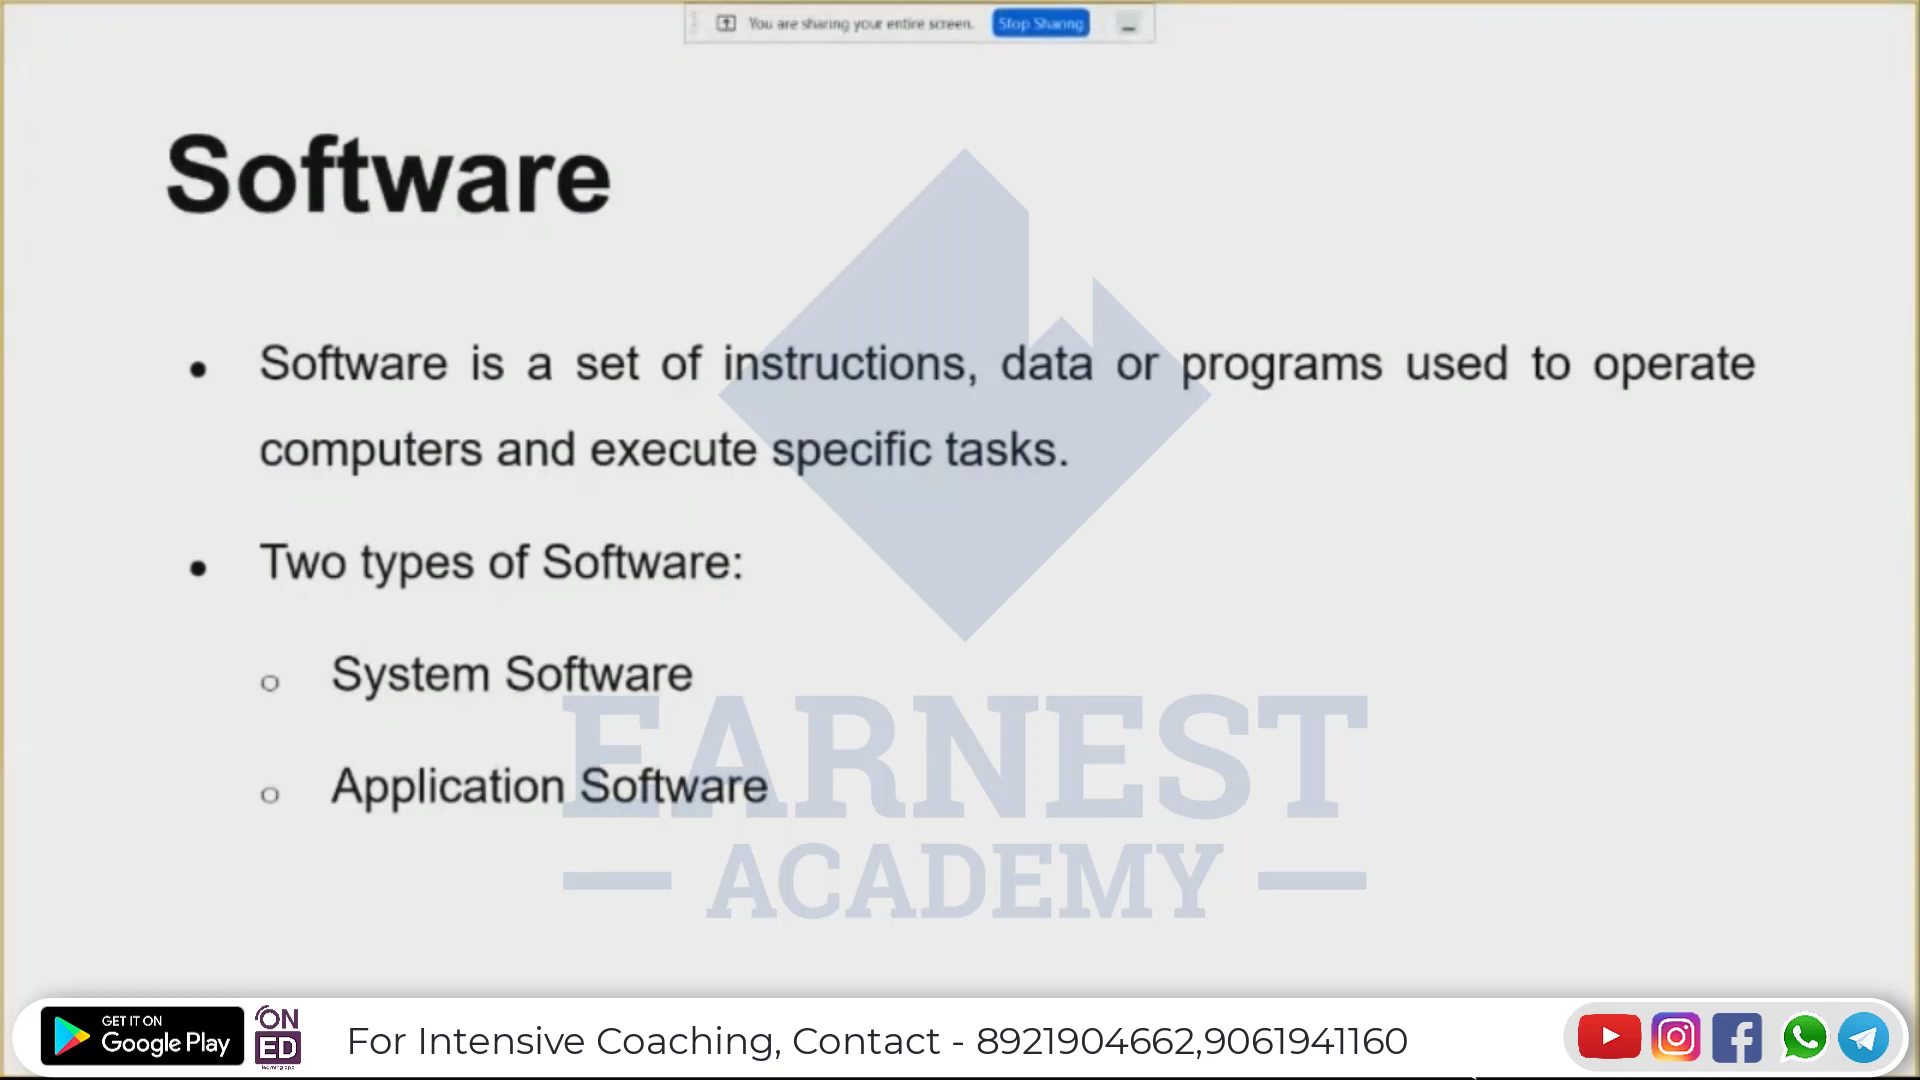 You are sharing your entire screen. Stop Sharing
Software
• Software is a set of instructions, data or programs used to operate
computers and execute specific tasks.
• Two types of Software:
o System Software
o Application Software
EARNEST
ACADEMY
GET IT ON
Google Play
ON
ED
For Intensive Coaching, Contact - 8921904662,9061941160